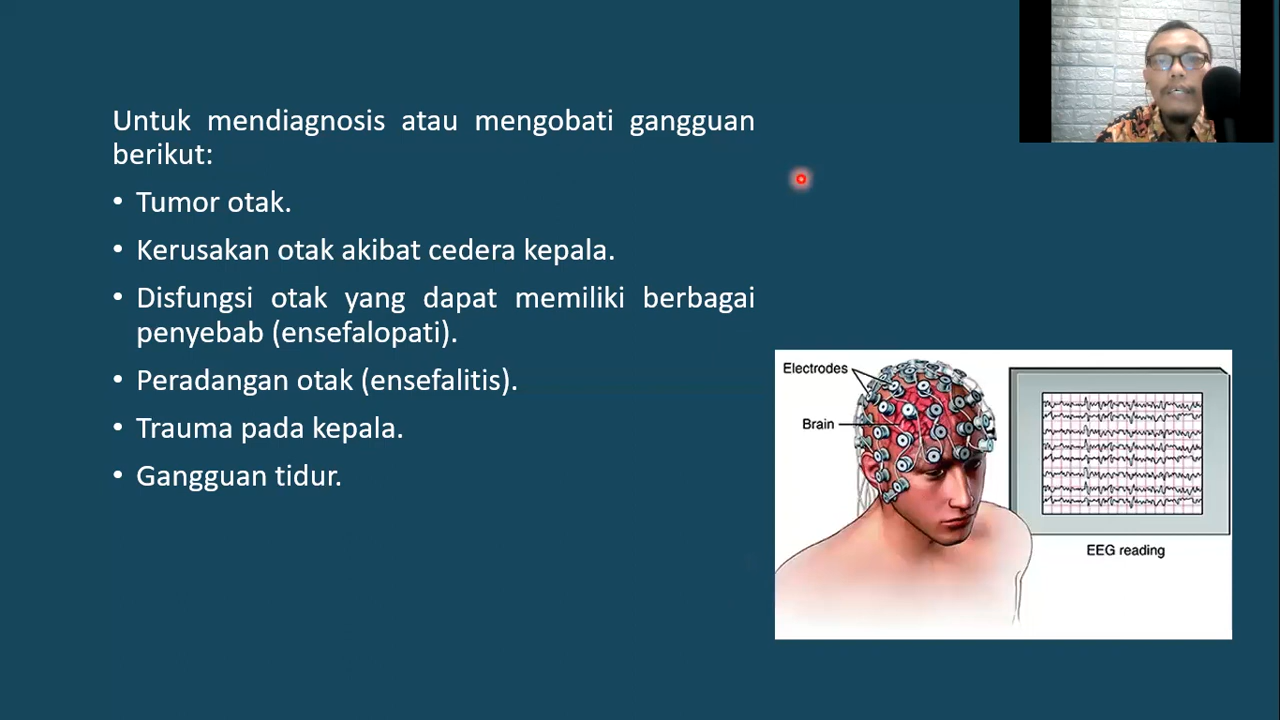 Untuk mendiagnosis atau mengobati gangguan
berikut:
• Tumor otak.
• Kerusakan otak akibat cedera kepala.
• Disfungsi otak yang dapat memiliki berbagai
penyebab (ensefalopati).
• Peradangan otak (ensefalitis).
• Trauma pada kepala.
• Gangguan tidur.
Electrodes
Brain
EEG reading